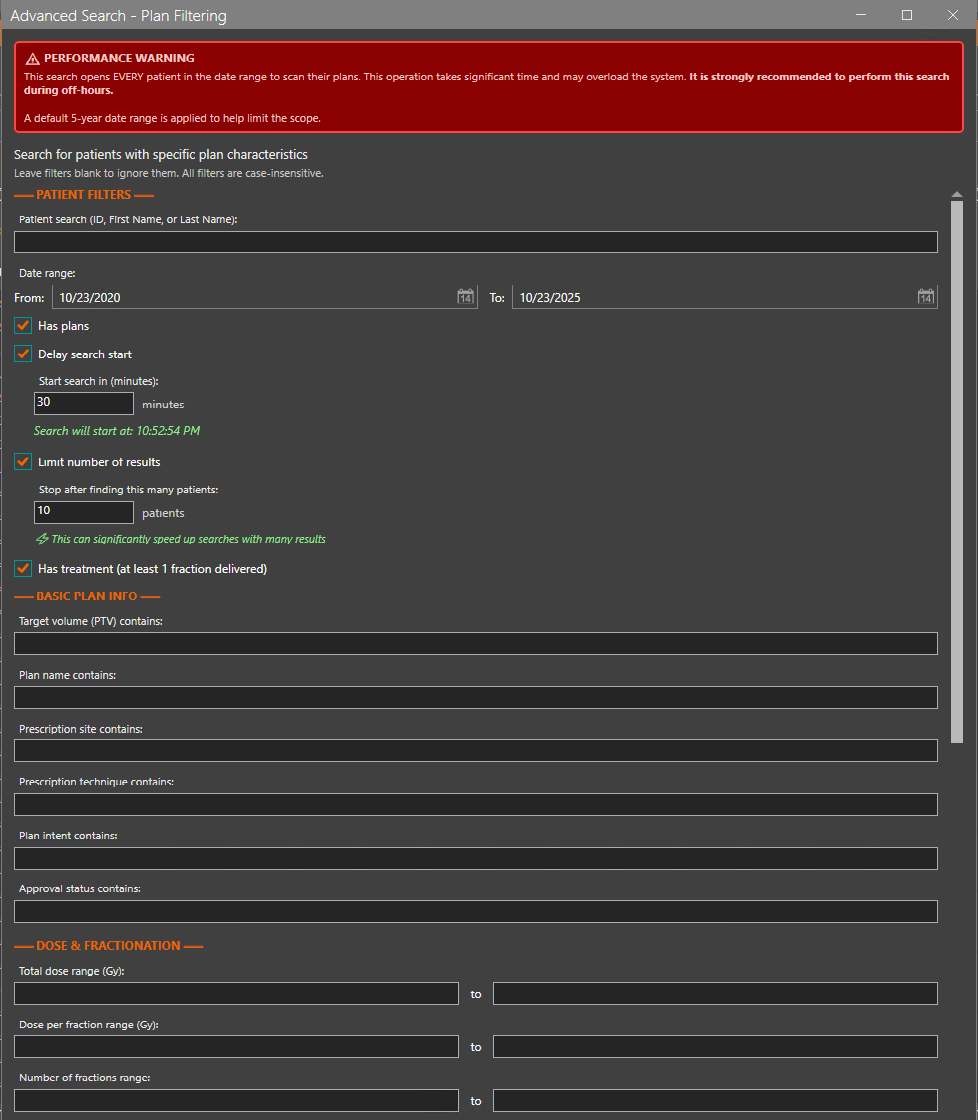 Advanced Search - Plan Filtering
PERFORMANCE WARNING
This search opens EVERY patient in the date range to scan their plans. This operation takes significant time and may overload the system. It is strongly recommended to perform this search
during off-hours.
A default 5-year date range is applied to help limit the scope.
Search for patients with specific plan characteristics
Leave filters blank to ignore them. All filters are case-insensitive.
PATIENT FILTERS
Patient search (ID, First Name, or Last Name):
Date range:
From: 10/23/2020 14 To: 10/23/2025 14
Has plans
Delay search start
Start search in (minutes):
30 minutes
Search will start at: 10:52:54 PM
Limit number of results
Stop after finding this many patients:
10 patients
This can significantly speed up searches with many results
Has treatment (at least 1 fraction delivered)
BASIC PLAN INFO
Target volume (PTV) contains:
Plan name contains:
Prescription site contains:
Prescription technique contains:
Plan intent contains:
Approval status contains:
DOSE & FRACTIONATION
Total dose range (Gy):
to
Dose per fraction range (Gy):
to
Number of fractions range:
to